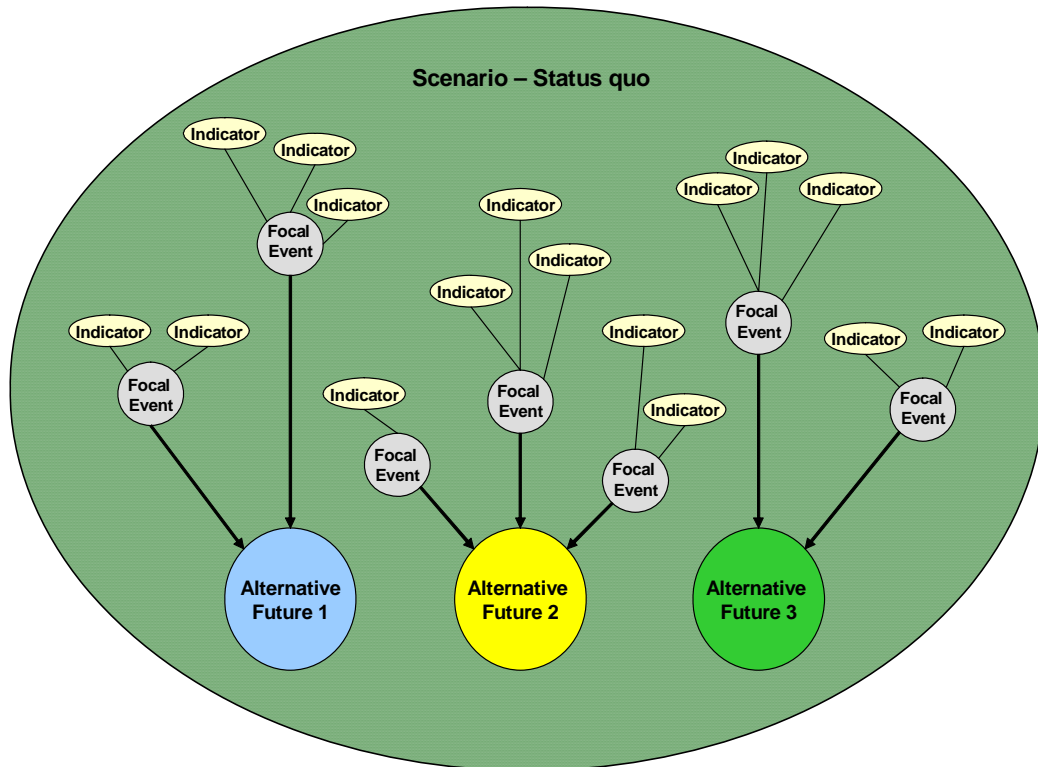 Scenario – Status quo
Indicator
Indicator
Indicator
Focal
Event
Indicator
Indicator
Focal
Event
Indicator
Indicator
Indicator
Focal
Event
Indicator
Focal
Event
Indicator
Indicator
Focal
Event
Indicator
Indicator
Indicator
Focal
Event
Indicator
Indicator
Focal
Event
Alternative
Future 1
Alternative
Future 2
Alternative
Future 3